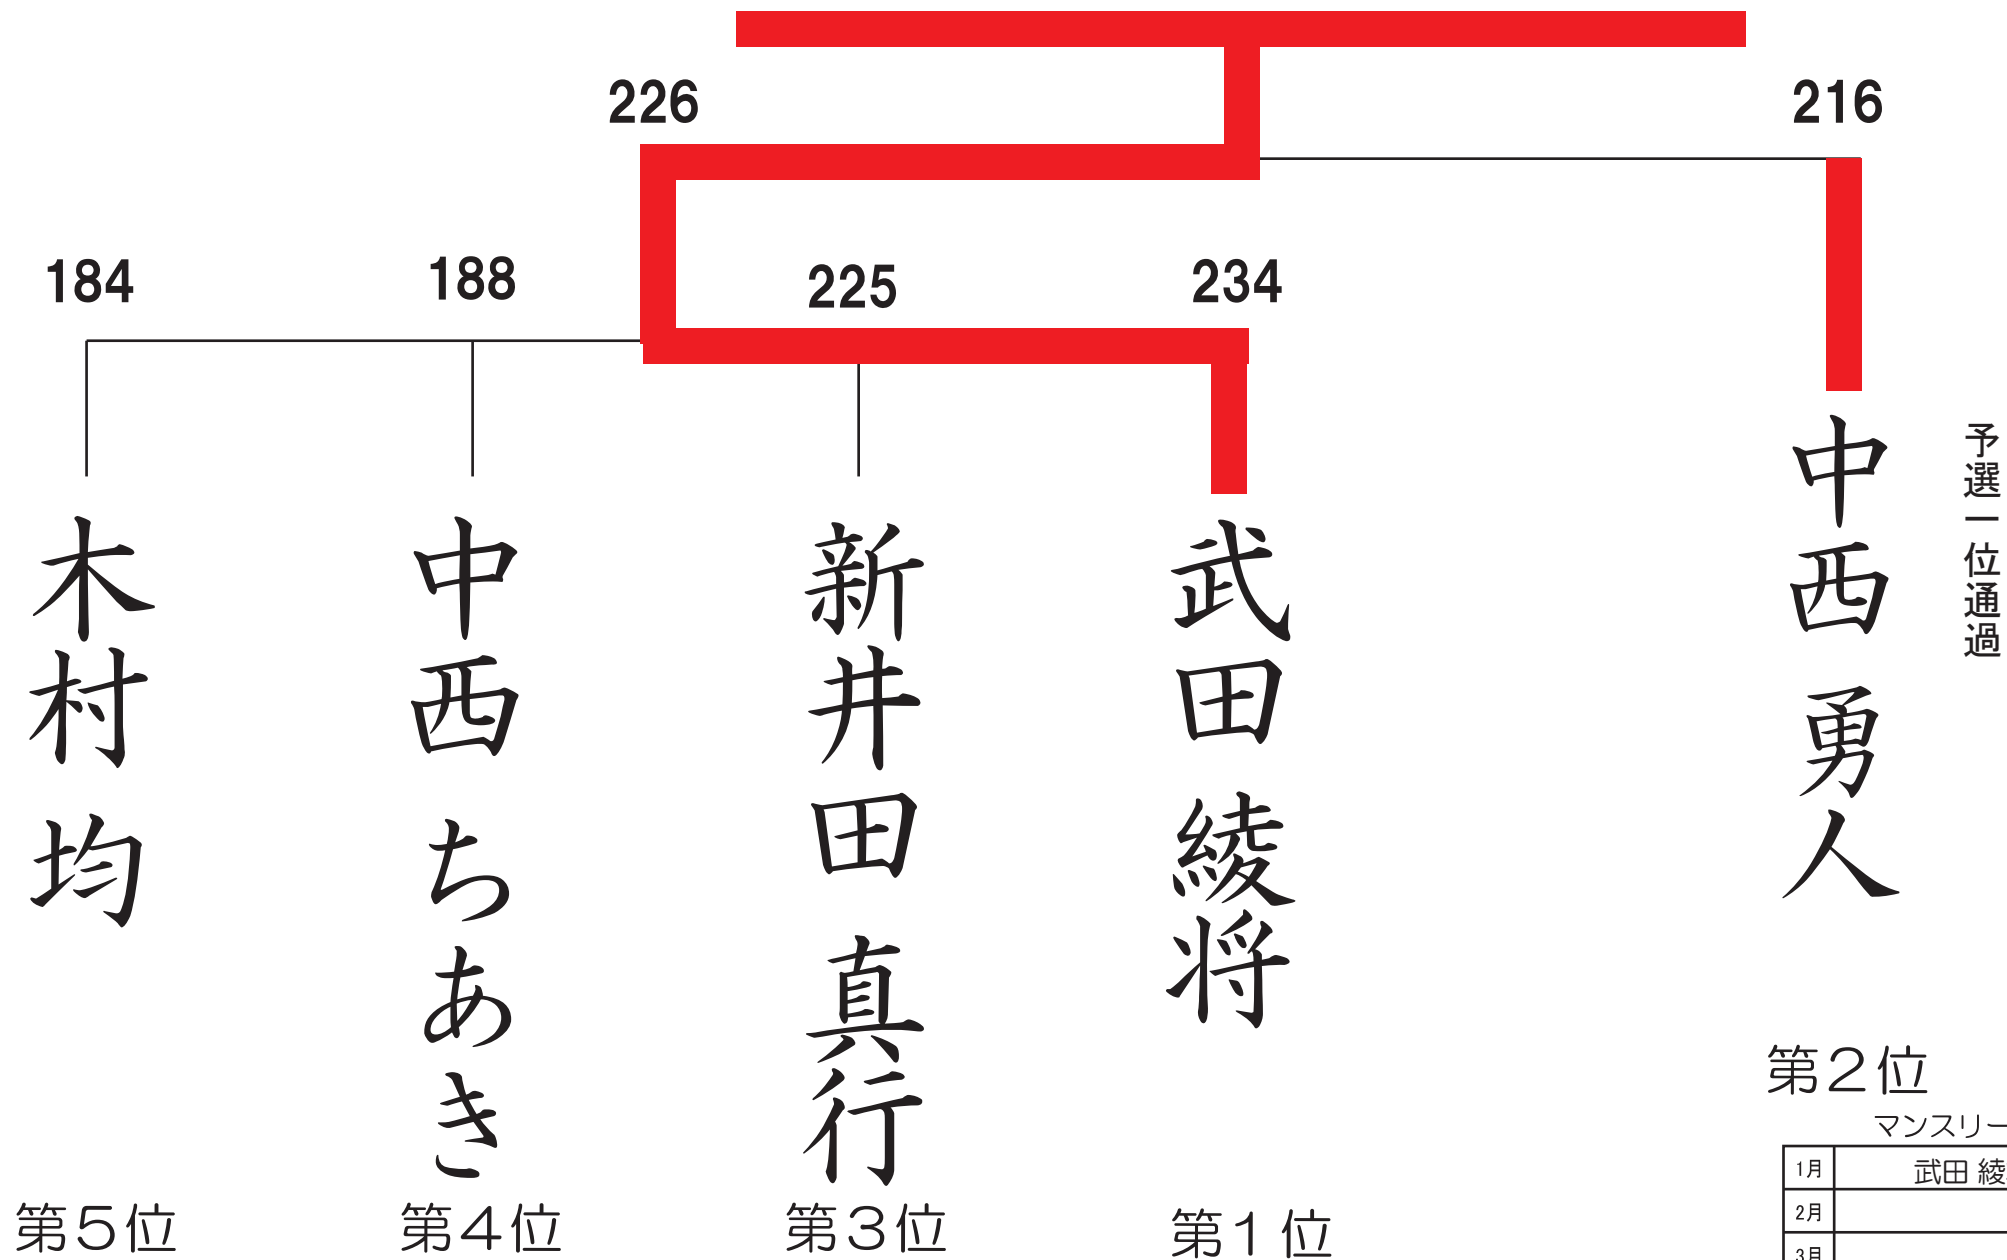 226
216
184
188
225
234
木村 均
中西 ちあき
新井田 真行
武田 綾将
中西 勇人
予選一位通過
第5位
第4位
第3位
第1位
第2位
マンスリー
1月 武田 綾
2月
3月